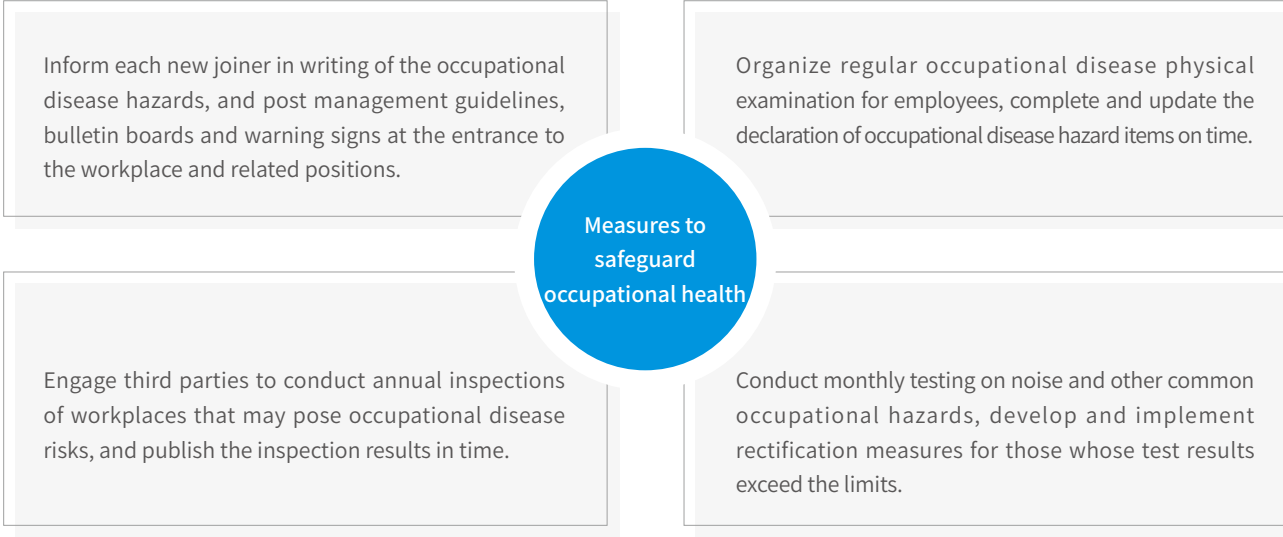 Inform each new joiner in writing of the occupational
disease hazards, and post management guidelines,
bulletin boards and warning signs at the entrance to
the workplace and related positions.
Organize regular occupational disease physical
examination for employees, complete and update the
declaration of occupational disease hazard items on time.
Measures to
safeguard
occupational health
Engage third parties to conduct annual inspections
of workplaces that may pose occupational disease
risks, and publish the inspection results in time.
Conduct monthly testing on noise and other common
occupational hazards, develop and implement
rectification measures for those whose test results
exceed the limits.